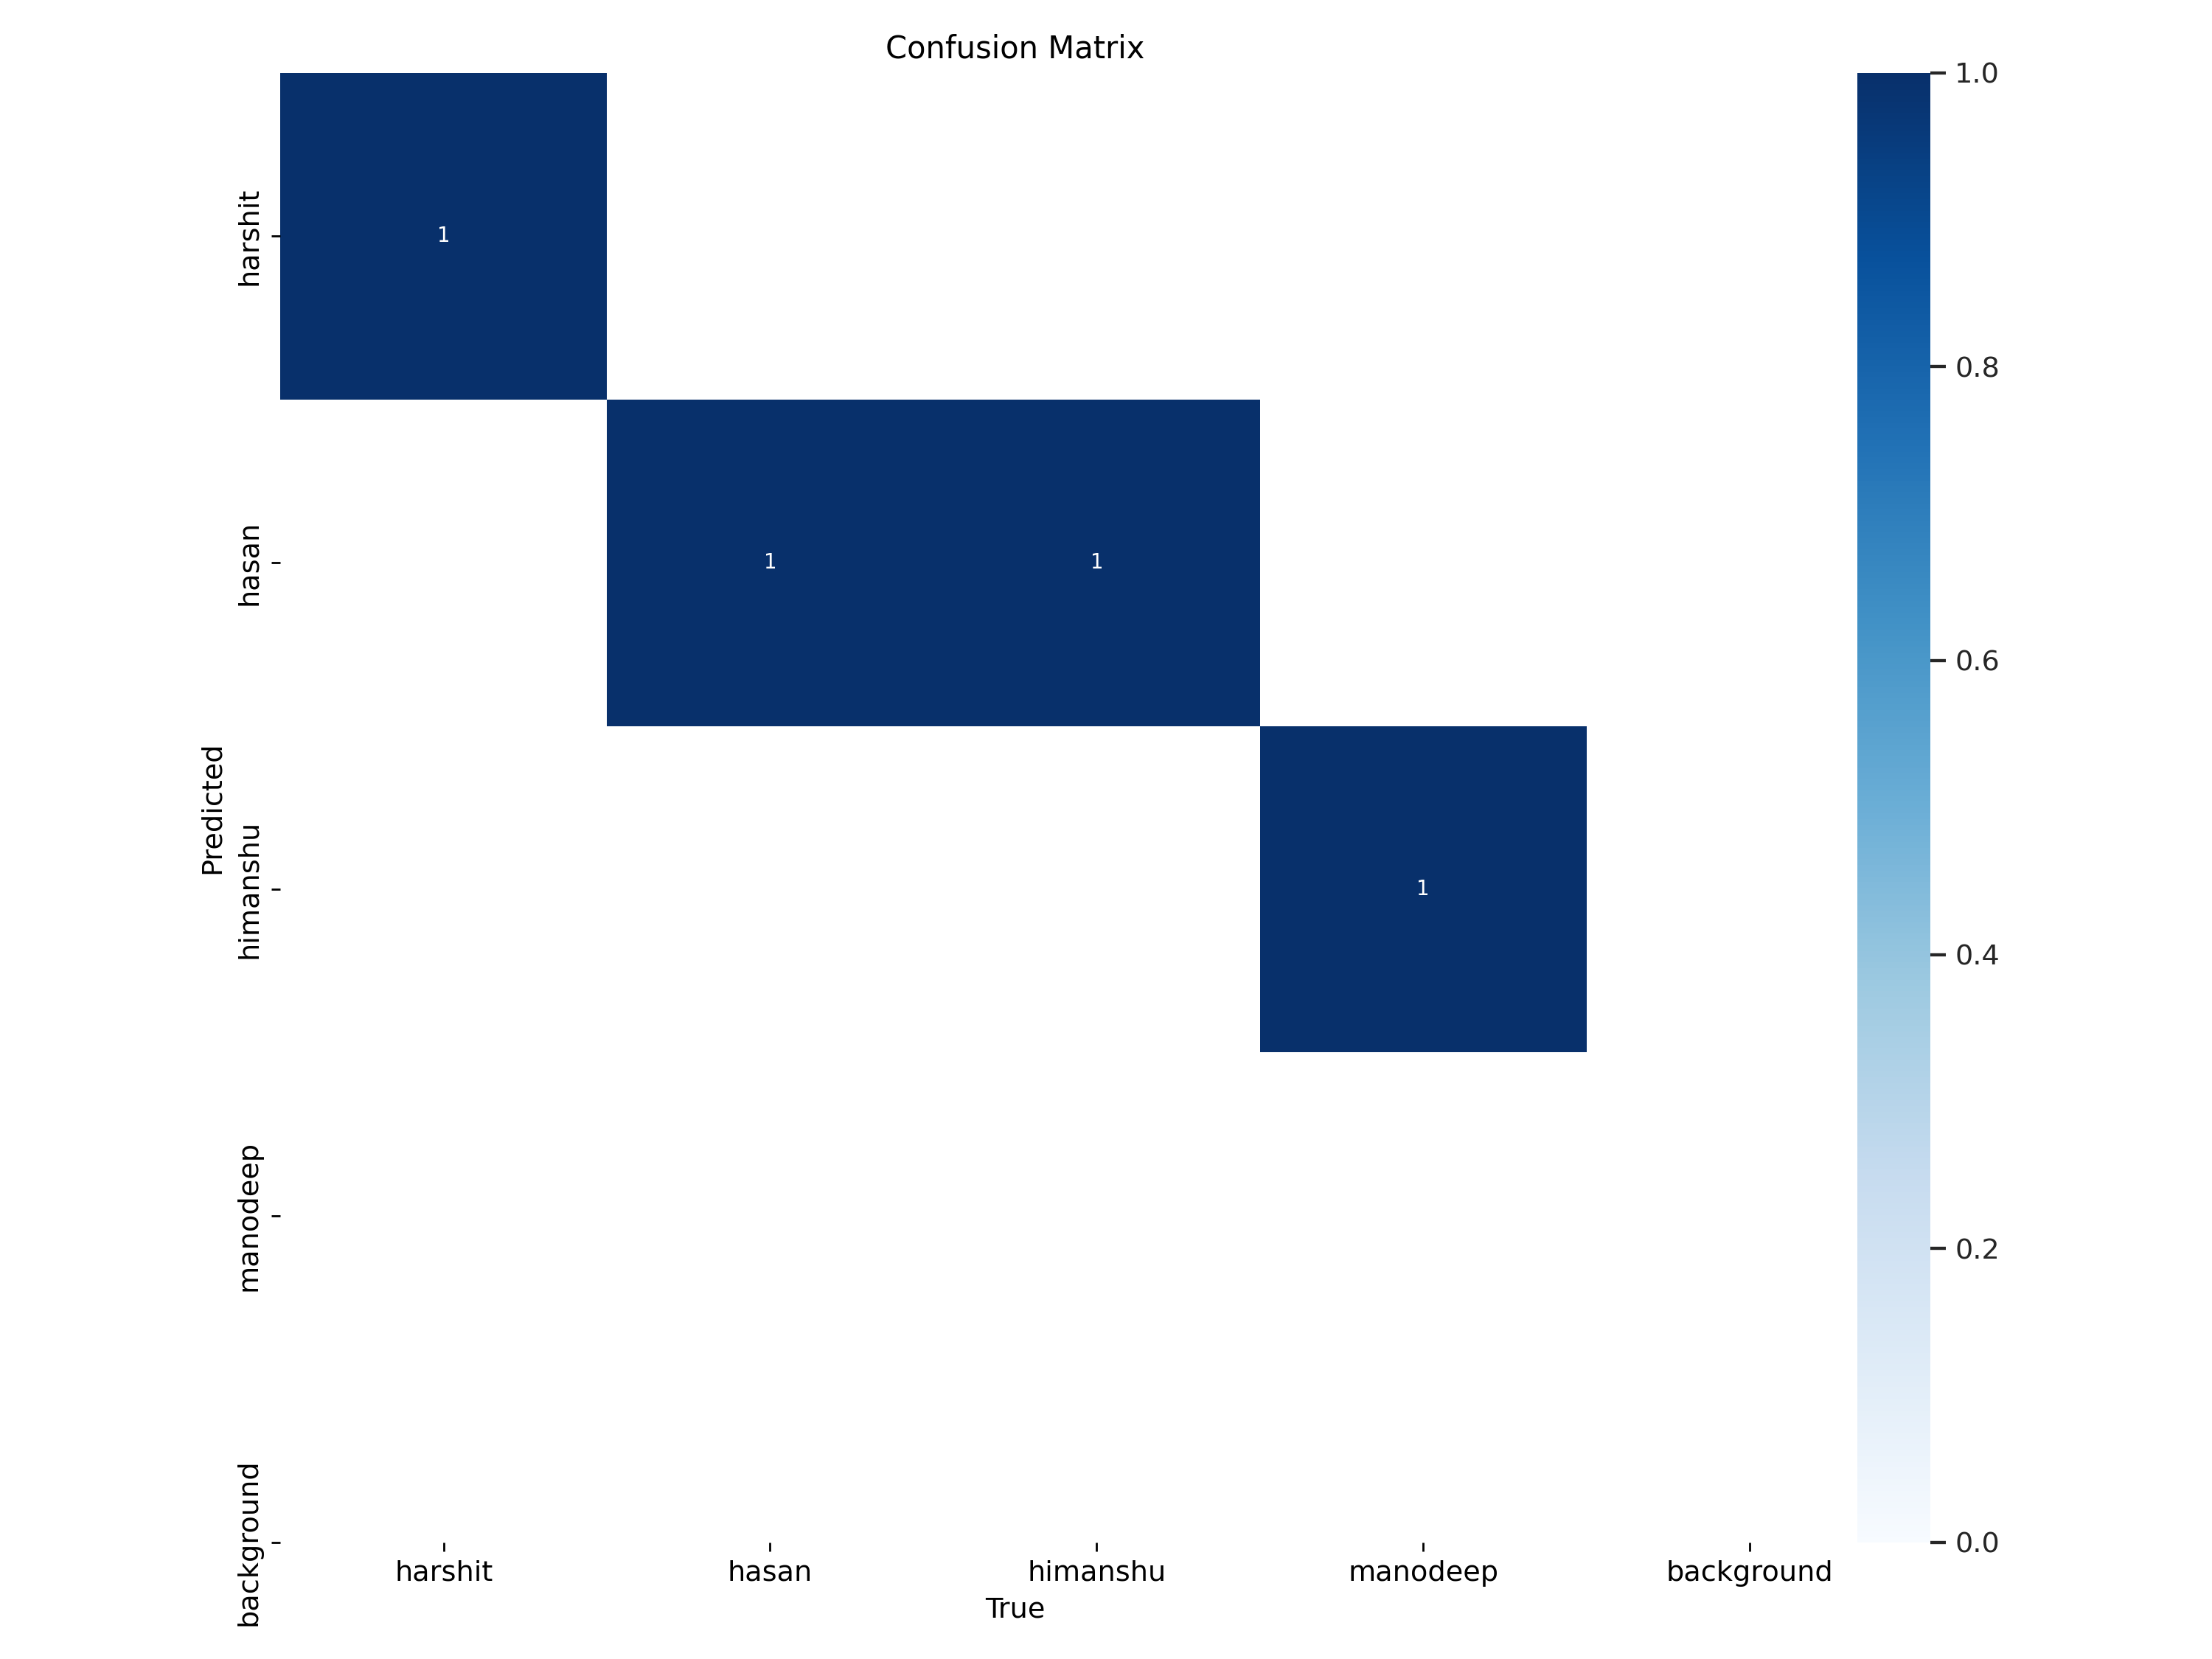 Confusion Matrix
Predicted
harshit
hasan
himanshu
manodeep
background
1
1 1
1
harshit hasan himanshu manodeep background
True
1.0
0.8
0.6
0.4
0.2
0.0